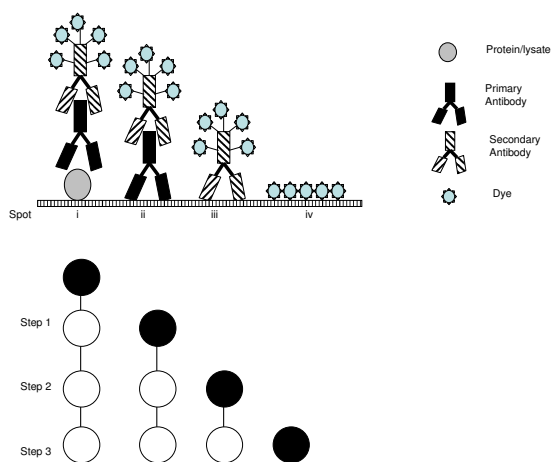 Protein/lysate
Primary
Antibody
Secondary
Antibody
Dye
Spot i ii iii iv
Step 1
Step 2
Step 3